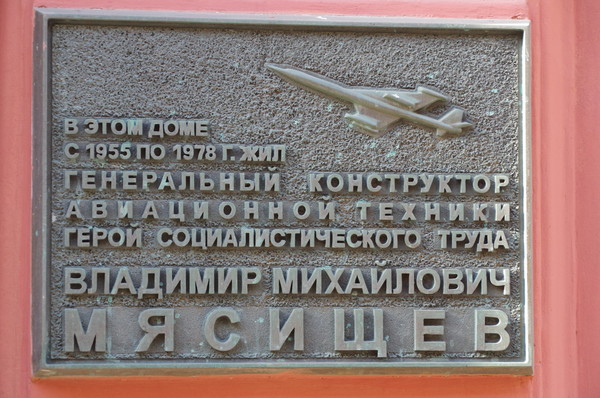 В ЭТОМ ДОМЕ
С 1955 ПО 1978 Г. ЖИЛ
ГЕНЕРАЛЬНЫЙ КОНСТРУКТОР
АВИАЦИОННОЙ ТЕХНИКИ
ГЕРОЙ СОЦИАЛИСТИЧЕСКОГО ТРУДА
ВЛАДИМИР МИХАЙЛОВИЧ
МЯСИЩЕВ